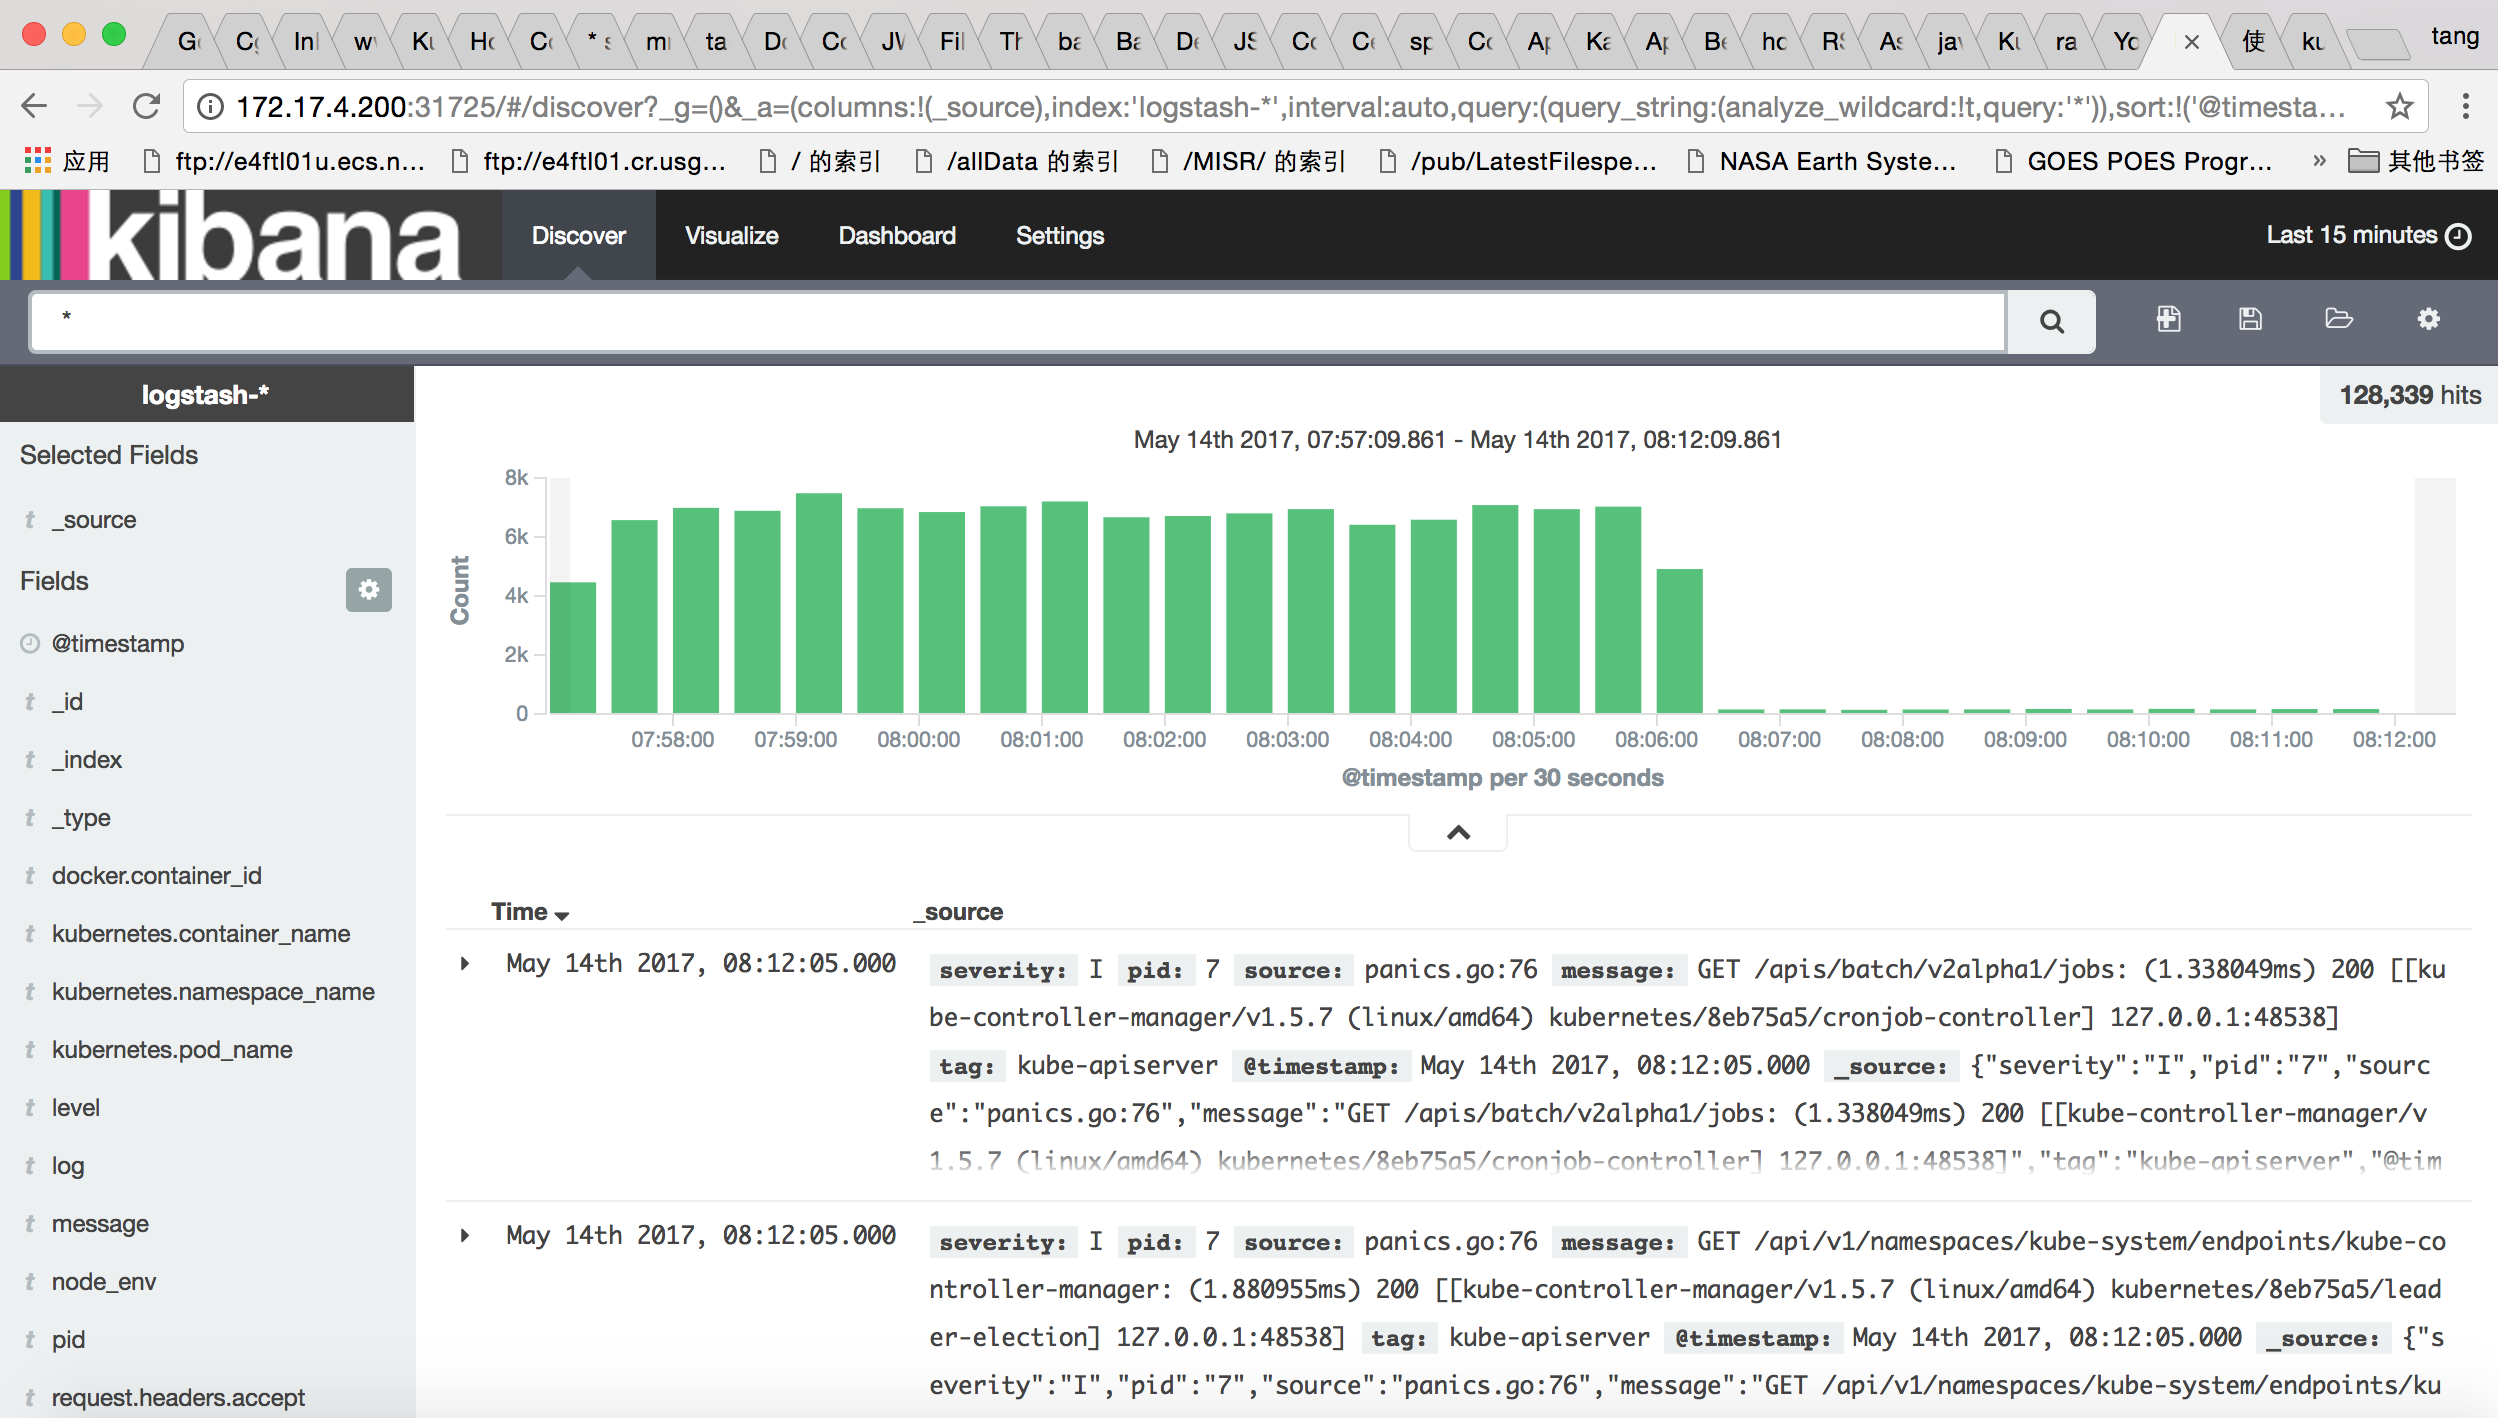 tang
172.17.4.200:31725/#/discover?_g=()&_a=(columns:!(_source),index:'logstash-*',interval:auto,query:(query_string:(analyze_wildcard:!t,query:'*')),sort:!('@timesta...
应用 ftp://e4ftl01u.ecs.n... ftp://e4ftl01.cr.usg... / 的索引 /allData 的索引 /MISR/ 的索引 /pub/LatestFilespe... NASA Earth Syste... GOES POES Progr... » 其他书签
kibana Discover Visualize Dashboard Settings Last 15 minutes
*
logstash-*
128,339 hits
Selected Fields
t _source
Fields
@timestamp
t _id
t _index
t _type
t docker.container_id
t kubernetes.container_name
t kubernetes.namespace_name
t kubernetes.pod_name
t level
t log
t message
t node_env
t pid
t request.headers.accept
May 14th 2017, 07:57:09.861 - May 14th 2017, 08:12:09.861
Count
8k
6k
4k
2k
0
07:58:00 07:59:00 08:00:00 08:01:00 08:02:00 08:03:00 08:04:00 08:05:00 08:06:00 08:07:00 08:08:00 08:09:00 08:10:00 08:11:00 08:12:00
@timestamp per 30 seconds
Time _source
May 14th 2017, 08:12:05.000 severity: I pid: 7 source: panics.go:76 message: GET /apis/batch/v2alpha1/jobs: (1.338049ms) 200 [[ku
be-controller-manager/v1.5.7 (linux/amd64) kubernetes/8eb75a5/cronjob-controller] 127.0.0.1:48538]
tag: kube-apiserver @timestamp: May 14th 2017, 08:12:05.000 _source: {"severity":"I","pid":"7","sourc
e":"panics.go:76","message":"GET /apis/batch/v2alpha1/jobs: (1.338049ms) 200 [[kube-controller-manager/v
1.5.7 (linux/amd64) kubernetes/8eb75a5/cronjob-controller] 127.0.0.1:48538]","tag":"kube-apiserver","@tim
May 14th 2017, 08:12:05.000 severity: I pid: 7 source: panics.go:76 message: GET /api/v1/namespaces/kube-system/endpoints/kube-co
ntroller-manager: (1.880955ms) 200 [[kube-controller-manager/v1.5.7 (linux/amd64) kubernetes/8eb75a5/lead
er-election] 127.0.0.1:48538] tag: kube-apiserver @timestamp: May 14th 2017, 08:12:05.000 _source: {"s
everity":"I","pid":"7","source":"panics.go:76","message":"GET /api/v1/namespaces/kube-system/endpoints/ku